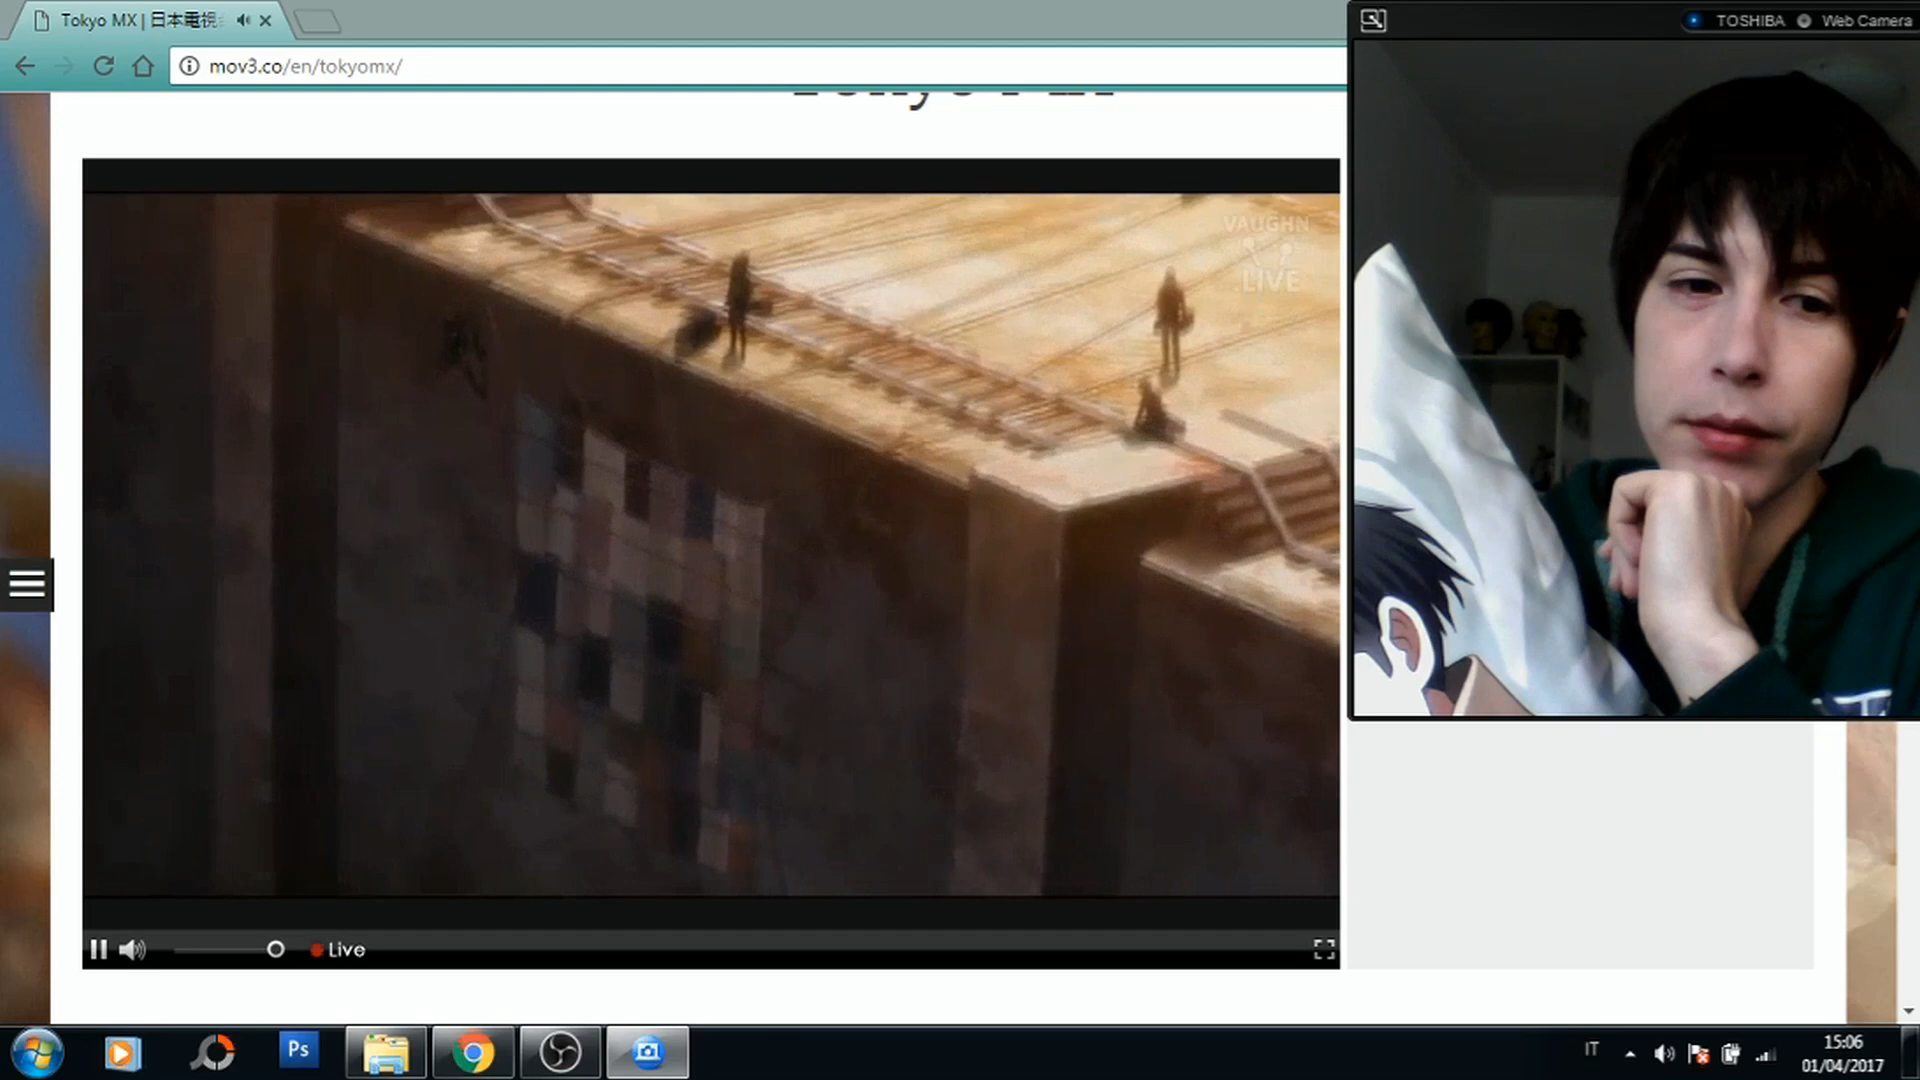 Tokyo MX | 日本電視
mov3.co/en/tokyomx/
TOSHIBA Web Camera
VAUGHN
LIVE
Live
Ps
IT
15:06
01/04/2017